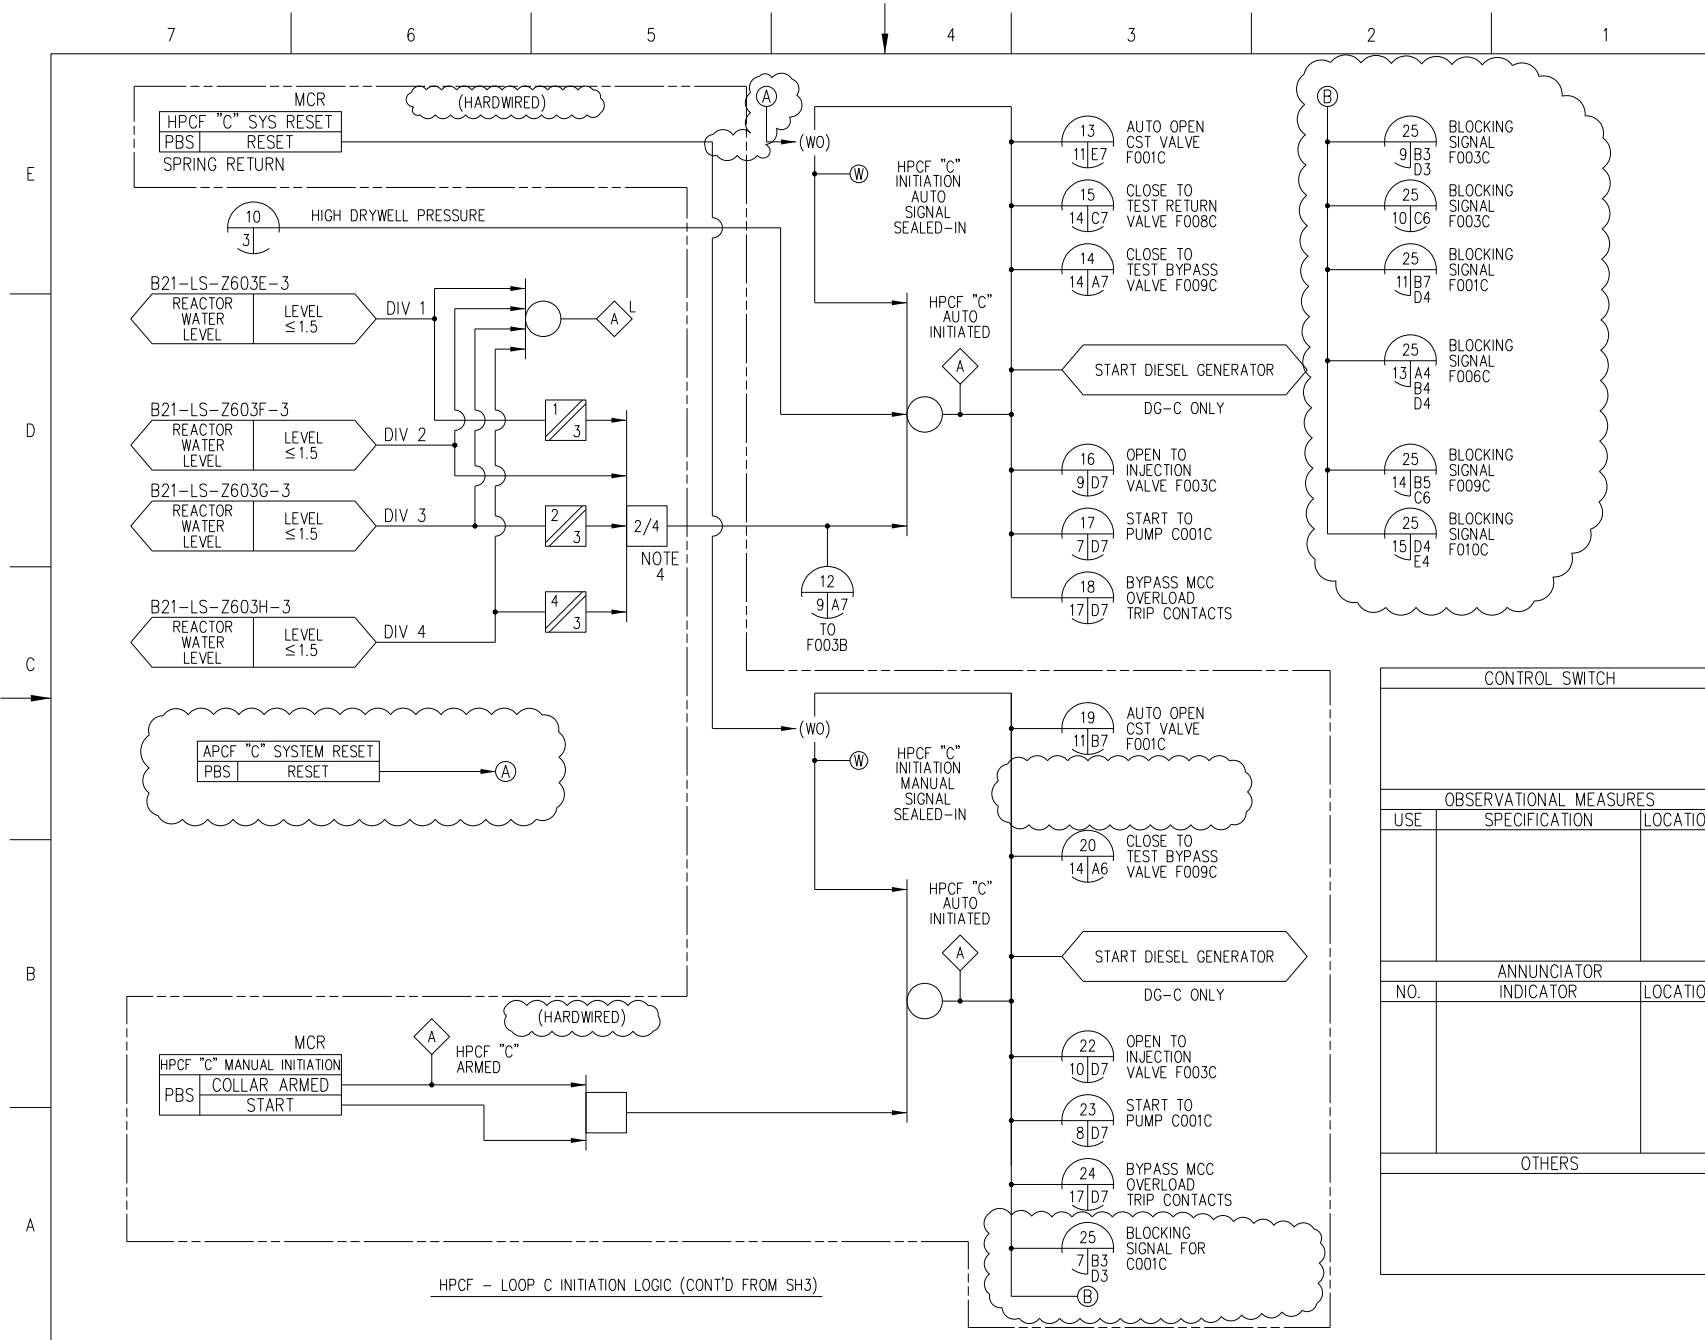 7 6 5 4 3 2 1
E
D
C
B
A
MCR
(HARDWIRED)
HPCF "C" SYS RESET
PBS RESET
SPRING RETURN
A
(WO)
W
HPCF "C"
INITIATION
AUTO
SIGNAL
SEALED-IN
10
3
HIGH DRYWELL PRESSURE
B21-LS-Z603E-3
REACTOR
WATER
LEVEL
LEVEL
≤1.5
DIV 1
A L
B21-LS-Z603F-3
REACTOR
WATER
LEVEL
LEVEL
≤1.5
DIV 2
B21-LS-Z603G-3
REACTOR
WATER
LEVEL
LEVEL
≤1.5
DIV 3
B21-LS-Z603H-3
REACTOR
WATER
LEVEL
LEVEL
≤1.5
DIV 4
1
3
2
3
4
3
2/4
NOTE
4
12
9 A7
TO
F003B
HPCF "C"
AUTO
INITIATED
A
13
11 E7
AUTO OPEN
CST VALVE
F001C
15
14 C7
CLOSE TO
TEST RETURN
VALVE F008C
14
14 A7
CLOSE TO
TEST BYPASS
VALVE F009C
START DIESEL GENERATOR
DG-C ONLY
16
9 D7
OPEN TO
INJECTION
VALVE F003C
17
7 D7
START TO
PUMP C001C
18
17 D7
BYPASS MCC
OVERLOAD
TRIP CONTACTS
B
25
9 B3
D3
BLOCKING
SIGNAL
F003C
25
10 C6
BLOCKING
SIGNAL
F003C
25
11 B7
D4
BLOCKING
SIGNAL
F001C
25
13 A4
B4
D4
BLOCKING
SIGNAL
F006C
25
14 B5
C6
BLOCKING
SIGNAL
F009C
25
15 D4
E4
BLOCKING
SIGNAL
F010C
APCF "C" SYSTEM RESET
PBS RESET
A
(WO)
W
HPCF "C"
INITIATION
MANUAL
SIGNAL
SEALED-IN
HPCF "C"
AUTO
INITIATED
A
19
11 B7
AUTO OPEN
CST VALVE
F001C
20
14 A6
CLOSE TO
TEST BYPASS
VALVE F009C
START DIESEL GENERATOR
DG-C ONLY
22
10 D7
OPEN TO
INJECTION
VALVE F003C
23
8 D7
START TO
PUMP C001C
24
17 D7
BYPASS MCC
OVERLOAD
TRIP CONTACTS
25
7 B3
D3
BLOCKING
SIGNAL FOR
C001C
B
(HARDWIRED)
MCR
A
HPCF "C"
ARMED
HPCF "C" MANUAL INITIATION
PBS
COLLAR ARMED
START
HPCF - LOOP C INITIATION LOGIC (CONT'D FROM SH3)
CONTROL SWITCH
OBSERVATIONAL MEASURES
USE SPECIFICATION LOCATIO
ANNUNCIATOR
NO. INDICATOR LOCATIO
OTHERS